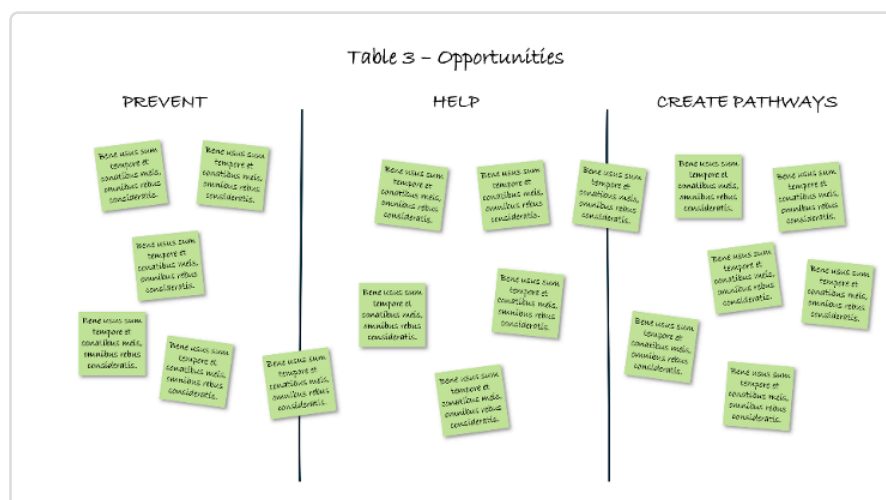 Table 3 – Opportunities
PREVENT
HELP
CREATE PATHWAYS
Bene usus sum
tempore et
conatibus meis,
omnibus rebus
consideratis.
Bene usus sum
tempore et
conatibus meis,
omnibus rebus
consideratis.
Bene usus sum
tempore et
conatibus meis,
omnibus rebus
consideratis.
Bene usus sum
tempore et
conatibus meis,
omnibus rebus
consideratis.
Bene usus sum
tempore et
conatibus meis,
omnibus rebus
consideratis.
Bene usus sum
tempore et
conatibus meis,
omnibus rebus
consideratis.
Bene usus sum
tempore et
conatibus meis,
omnibus rebus
consideratis.
Bene usus sum
tempore et
conatibus meis,
omnibus rebus
consideratis.
Bene usus sum
tempore et
conatibus meis,
omnibus rebus
consideratis.
Bene usus sum
tempore et
conatibus meis,
omnibus rebus
consideratis.
Bene usus sum
tempore et
conatibus meis,
omnibus rebus
consideratis.
Bene usus sum
tempore et
conatibus meis,
omnibus rebus
consideratis.
Bene usus sum
tempore et
conatibus meis,
omnibus rebus
consideratis.
Bene usus sum
tempore et
conatibus meis,
omnibus rebus
consideratis.
Bene usus sum
tempore et
conatibus meis,
omnibus rebus
consideratis.
Bene usus sum
tempore et
conatibus meis,
omnibus rebus
consideratis.
Bene usus sum
tempore et
conatibus meis,
omnibus rebus
consideratis.
Bene usus sum
tempore et
conatibus meis,
omnibus rebus
consideratis.